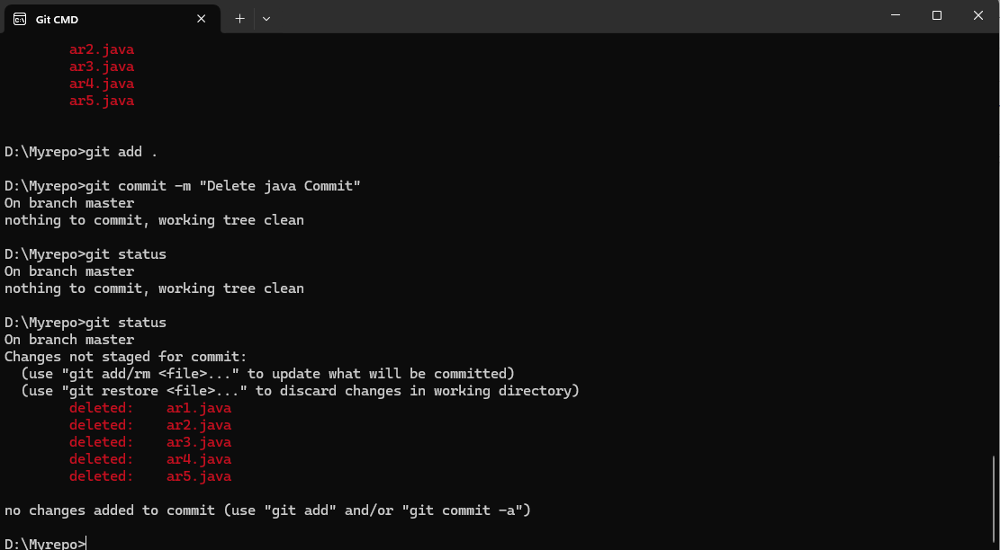 Git CMD
ar2.java
ar3.java
ar4.java
ar5.java
D:\Myrepo>git add .
D:\Myrepo>git commit -m "Delete java Commit"
On branch master
nothing to commit, working tree clean
D:\Myrepo>git status
On branch master
nothing to commit, working tree clean
D:\Myrepo>git status
On branch master
Changes not staged for commit:
  (use "git add/rm <file>..." to update what will be committed)
  (use "git restore <file>..." to discard changes in working directory)
        deleted:    ar1.java
        deleted:    ar2.java
        deleted:    ar3.java
        deleted:    ar4.java
        deleted:    ar5.java
no changes added to commit (use "git add" and/or "git commit -a")
D:\Myrepo>